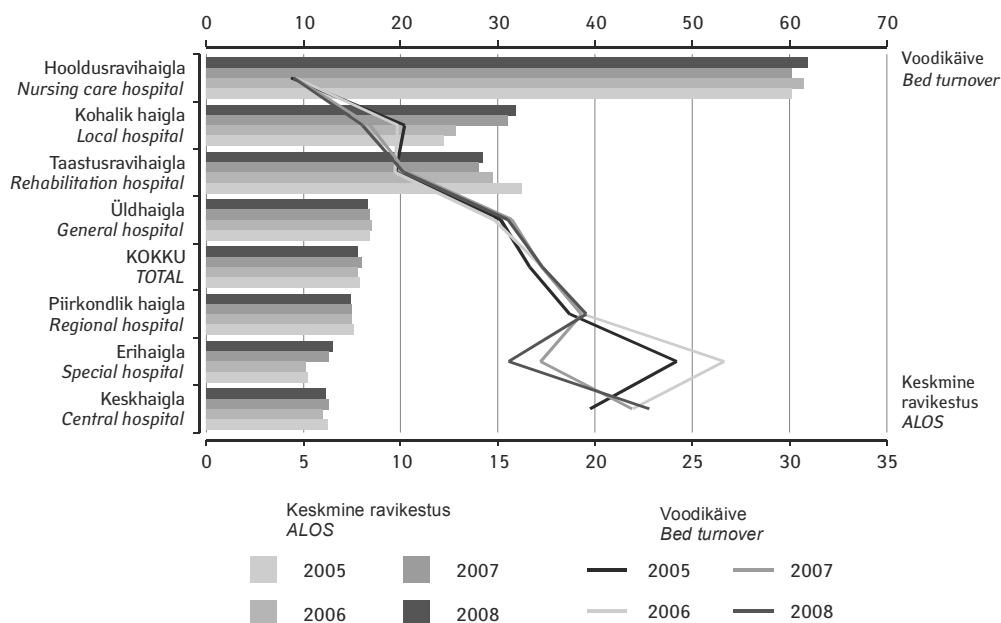 0 10 20 30 40 50 60 70
Voodikäive
Bed turnover
Hooldusravihaigla
Nursing care hospital
Kohalik haigla
Local hospital
Taastusravihaigla
Rehabilitation hospital
Üldhaigla
General hospital
KOKKU
TOTAL
Piirkondlik haigla
Regional hospital
Erihaigla
Special hospital
Keskhaigla
Central hospital
Keskmine
ravikestus
ALOS
0 5 10 15 20 25 30 35
Keskmine ravikestus
ALOS
2005 2007
2006 2008
Voodikäive
Bed turnover
2005 2007
2006 2008